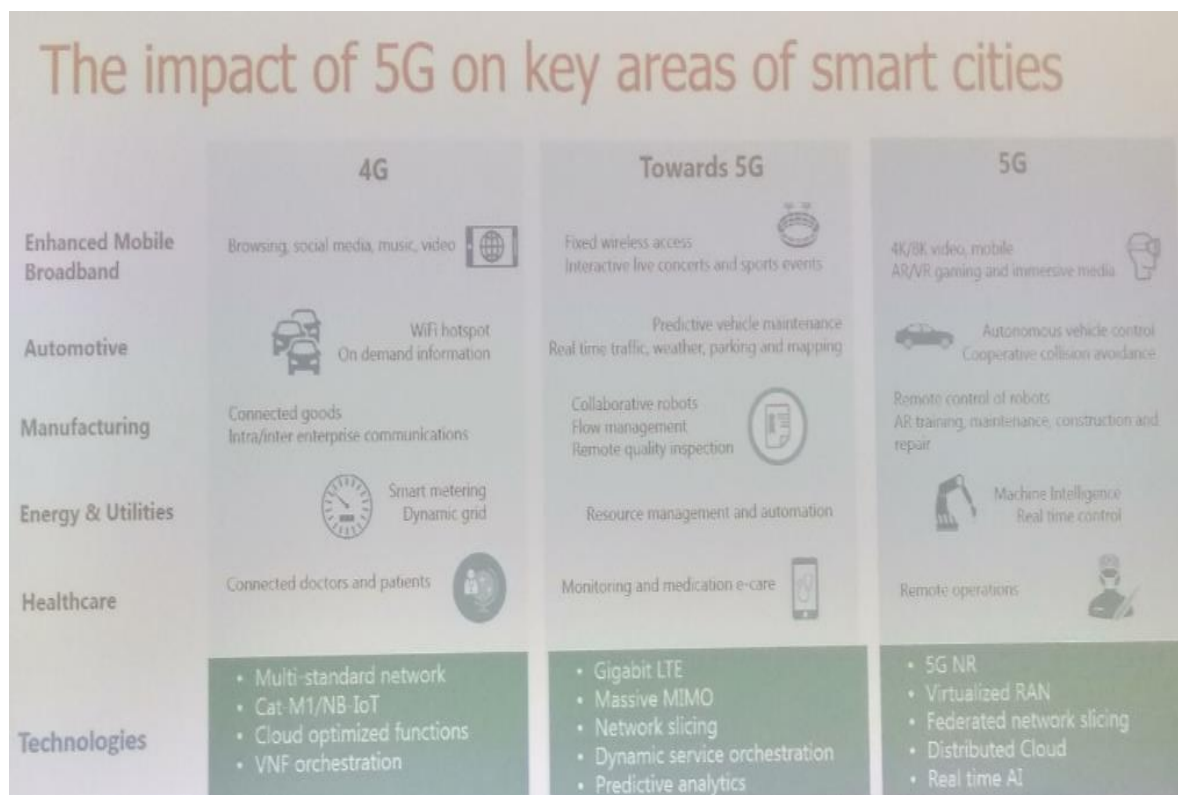 The impact of 5G on key areas of smart cities
4G
Towards 5G
5G
Enhanced Mobile
Broadband
Browsing, social media, music, video
Fixed wireless access
Interactive live concerts and sports events
4K/8K video, mobile
AR/VR gaming and immersive media
Automotive
WiFi hotspot
On demand information
Predictive vehicle maintenance
Real time traffic, weather, parking and mapping
Autonomous vehicle control
Cooperative collision avoidance
Manufacturing
Connected goods
Intra/inter enterprise communications
Collaborative robots
Flow management
Remote quality inspection
Remote control of robots
AR training, maintenance, construction and
repair
Energy & Utilities
Smart metering
Dynamic grid
Resource management and automation
Machine Intelligence
Real time control
Healthcare
Connected doctors and patients
Monitoring and medication e-care
Remote operations
Technologies
• Multi-standard network
• Cat-M1/NB-IoT
• Cloud optimized functions
• VNF orchestration
• Gigabit LTE
• Massive MIMO
• Network slicing
• Dynamic service orchestration
• Predictive analytics
• 5G NR
• Virtualized RAN
• Federated network slicing
• Distributed Cloud
• Real time AI